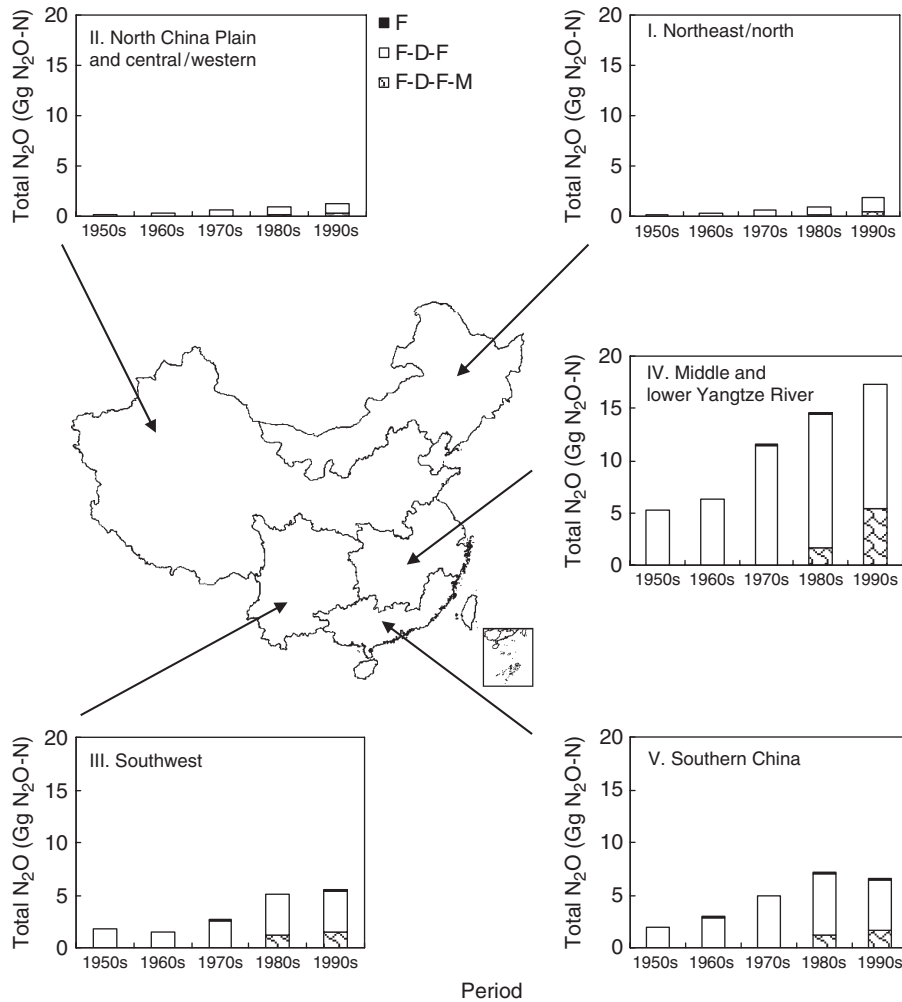 Total N₂O (Gg N₂O-N)
20
15
10
5
0
II. North China Plain
and central/western
1950s 1960s 1970s 1980s 1990s
F
F-D-F
F-D-F-M
Total N₂O (Gg N₂O-N)
20
15
10
5
0
I. Northeast/north
1950s 1960s 1970s 1980s 1990s
Total N₂O (Gg N₂O-N)
20
15
10
5
0
IV. Middle and
lower Yangtze River
1950s 1960s 1970s 1980s 1990s
Total N₂O (Gg N₂O-N)
20
15
10
5
0
III. Southwest
1950s 1960s 1970s 1980s 1990s
Total N₂O (Gg N₂O-N)
20
15
10
5
0
V. Southern China
1950s 1960s 1970s 1980s 1990s
Period